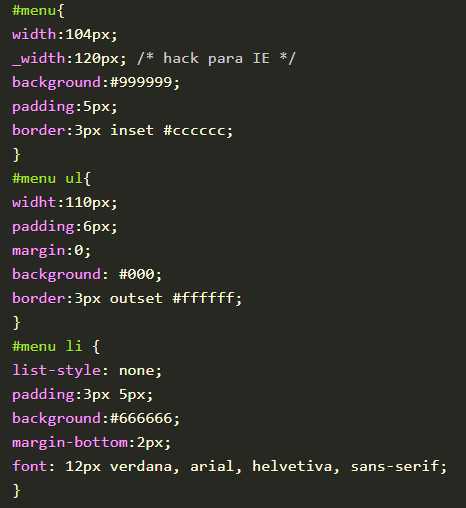 #menu{
width:104px;
_width:120px; /* hack para IE */
background:#999999;
padding:5px;
border:3px inset #cccccc;
}
#menu ul{
widht:110px;
padding:6px;
margin:0;
background: #000;
border:3px outset #ffffff;
}
#menu li {
list-style: none;
padding:3px 5px;
background:#666666;
margin-bottom:2px;
font: 12px verdana, arial, helvetiva, sans-serif;
}